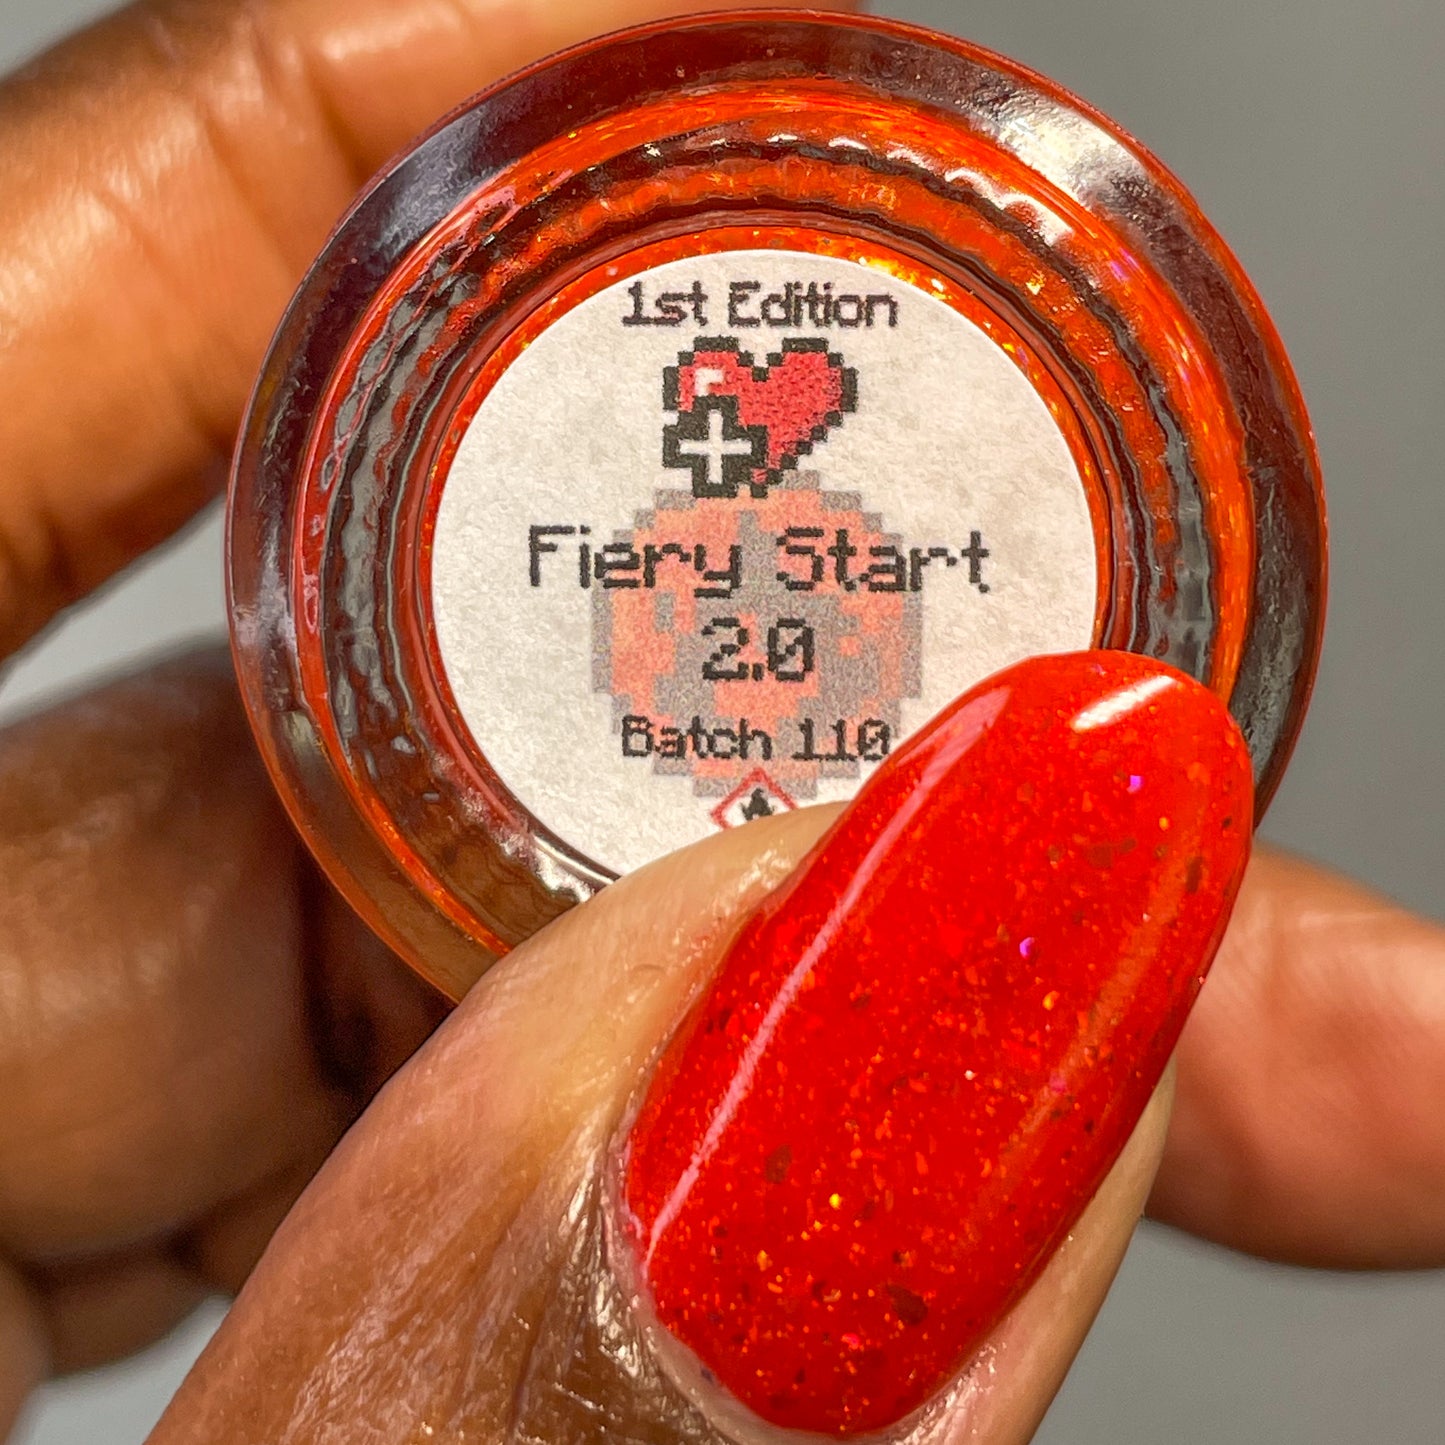 1st Edition
Fiery Start
2.0
Batch 110